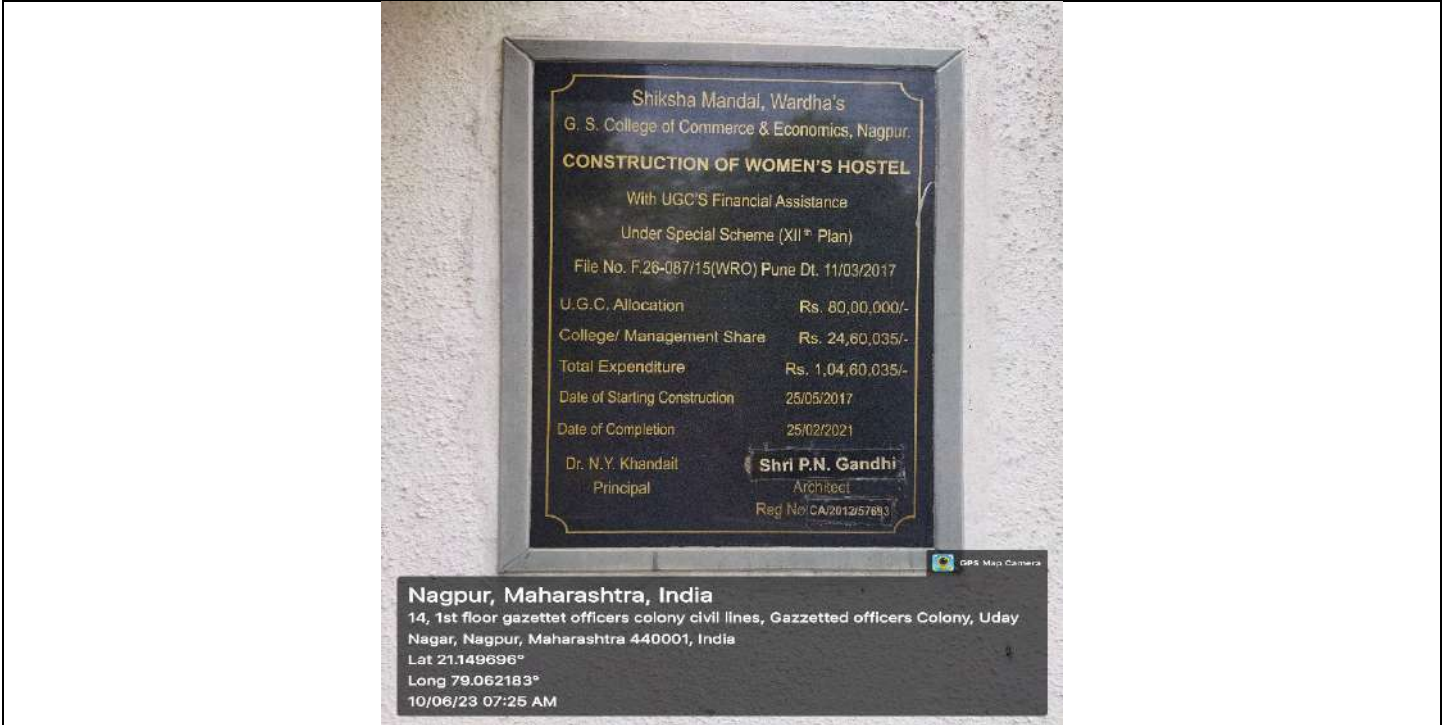 Shiksha Mandal, Wardha's
G. S. College of Commerce & Economics, Nagpur.
CONSTRUCTION OF WOMEN'S HOSTEL
With UGC'S Financial Assistance
Under Special Scheme (XIIth Plan)
File No. F.26-087/15(WRO) Pune Dt. 11/03/2017
U.G.C. Allocation Rs. 80,00,000/-
College/ Management Share Rs. 24,60,035/-
Total Expenditure Rs. 1,04,60,035/-
Date of Starting Construction 25/05/2017
Date of Completion 25/02/2021
Dr. N.Y. Khandait Shri P.N. Gandhi
Principal Architect
Reg No CA/2012/57693
GPS Map Camera
Nagpur, Maharashtra, India
14, 1st floor gazettet officers colony civil lines, Gazzetted officers Colony, Uday
Nagar, Nagpur, Maharashtra 440001, India
Lat 21.149696°
Long 79.062183°
10/06/23 07:25 AM